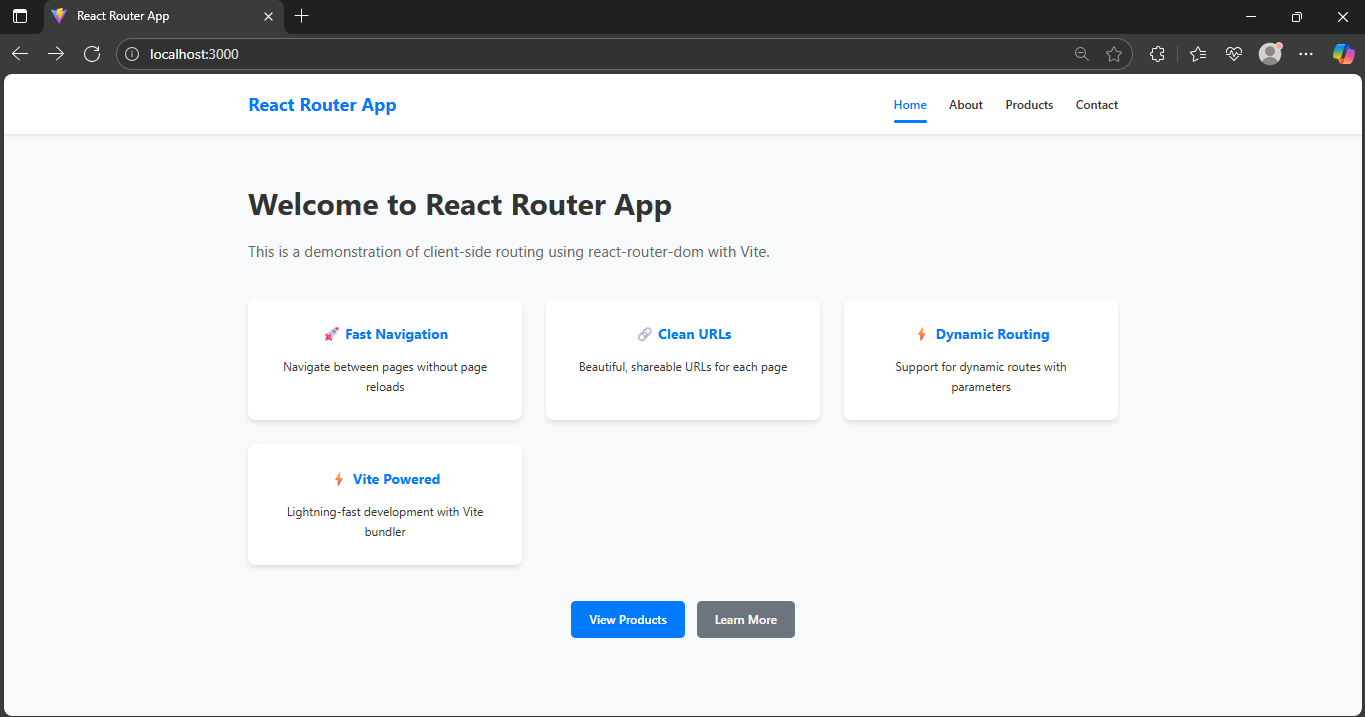 React Router App
localhost:3000
React Router App
Home About Products Contact
Welcome to React Router App
This is a demonstration of client-side routing using react-router-dom with Vite.
🚀 Fast Navigation
Navigate between pages without page
reloads
🔗 Clean URLs
Beautiful, shareable URLs for each page
⚡ Dynamic Routing
Support for dynamic routes with
parameters
⚡ Vite Powered
Lightning-fast development with Vite
bundler
View Products
Learn More